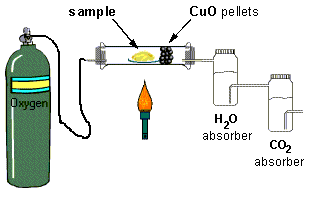 sample
CuO pellets
Oxygen
H₂O
absorber
CO₂
absorber